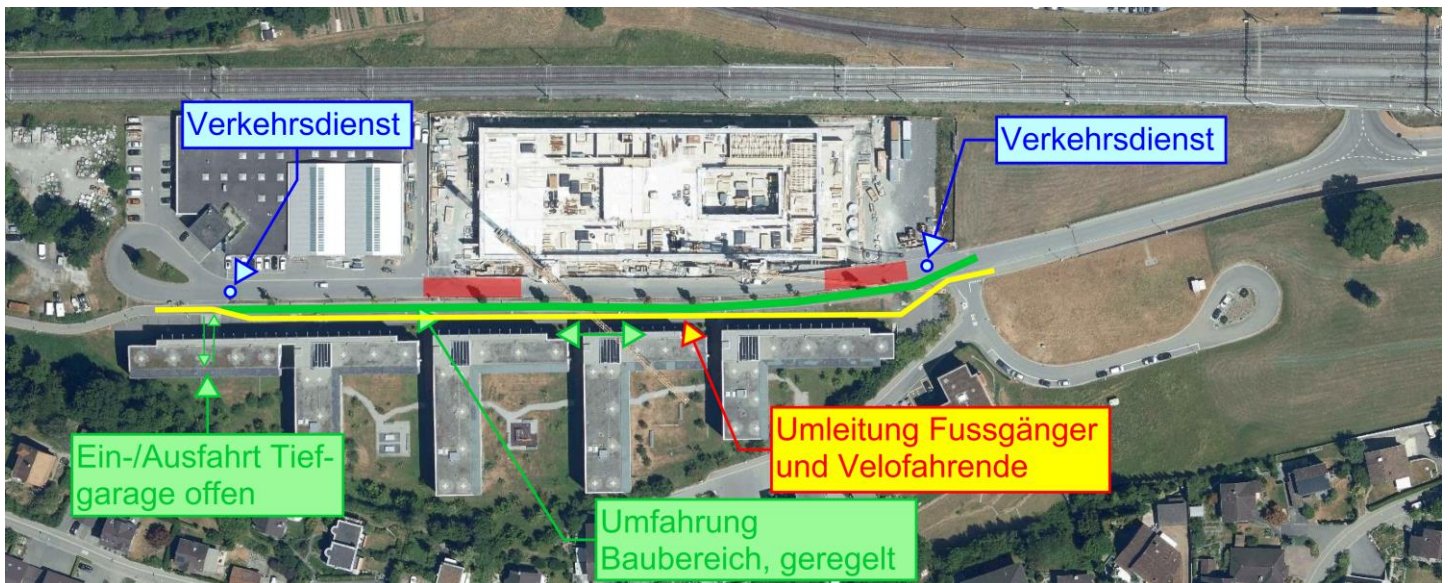 Verkehrsdienst
Verkehrsdienst
Ein-/Ausfahrt Tief-
garage offen
Umleitung Fussgänger
und Velofahrende
Umfahrung
Baubereich, geregelt